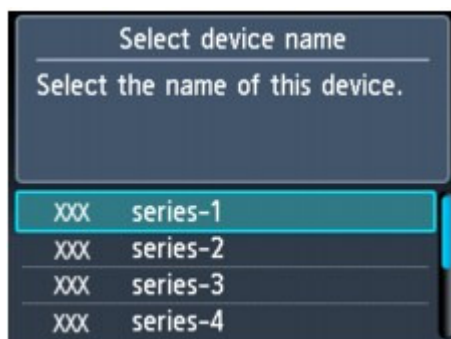 Select device name
Select the name of this device.
XXX series-1
XXX series-2
XXX series-3
XXX series-4